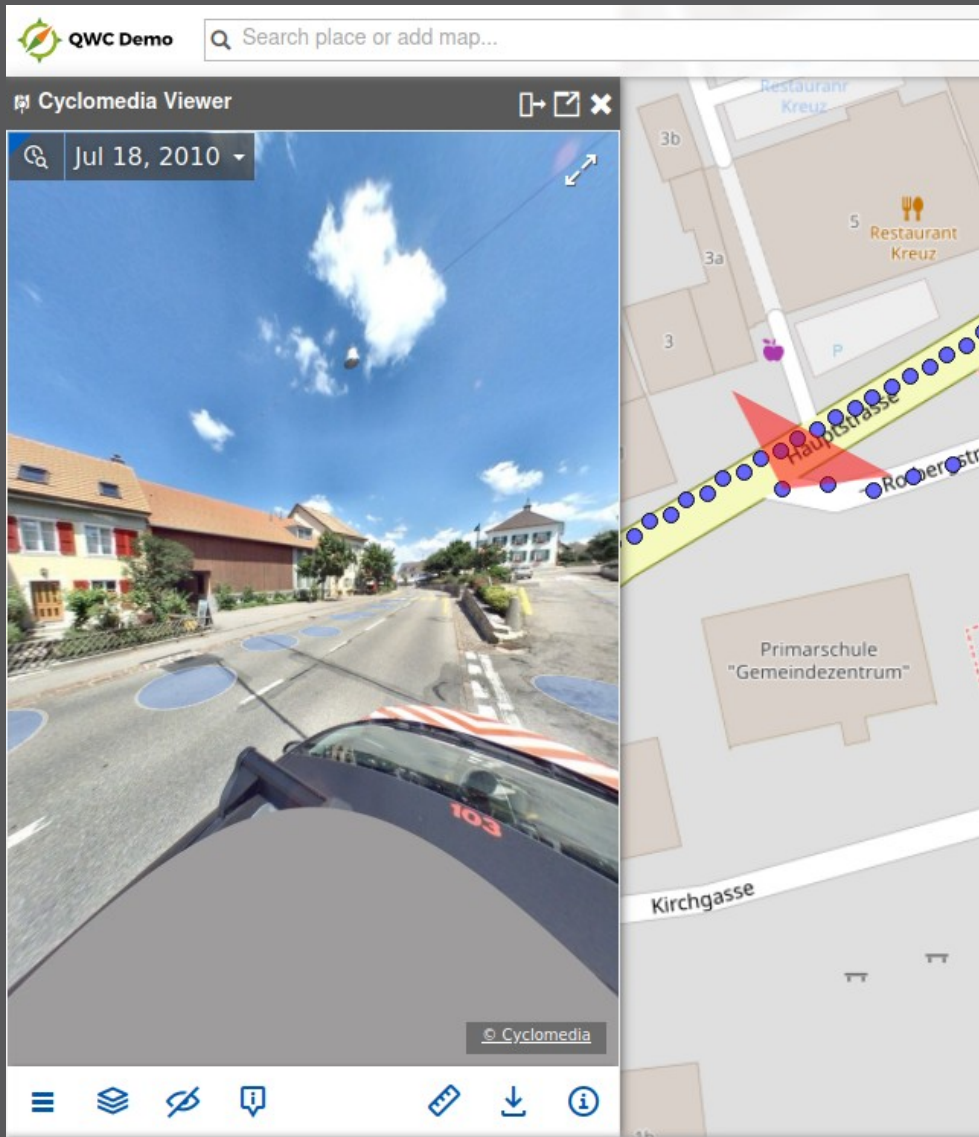 QWC Demo
Search place or add map...
Cyclomedia Viewer
Jul 18, 2010
103
© Cyclomedia
Restaurant
Kreuz
3b
5
Restaurant
Kreuz
3a
3
P
Hauptstrasse
Primarschule
"Gemeindezentrum"
Kirchgasse